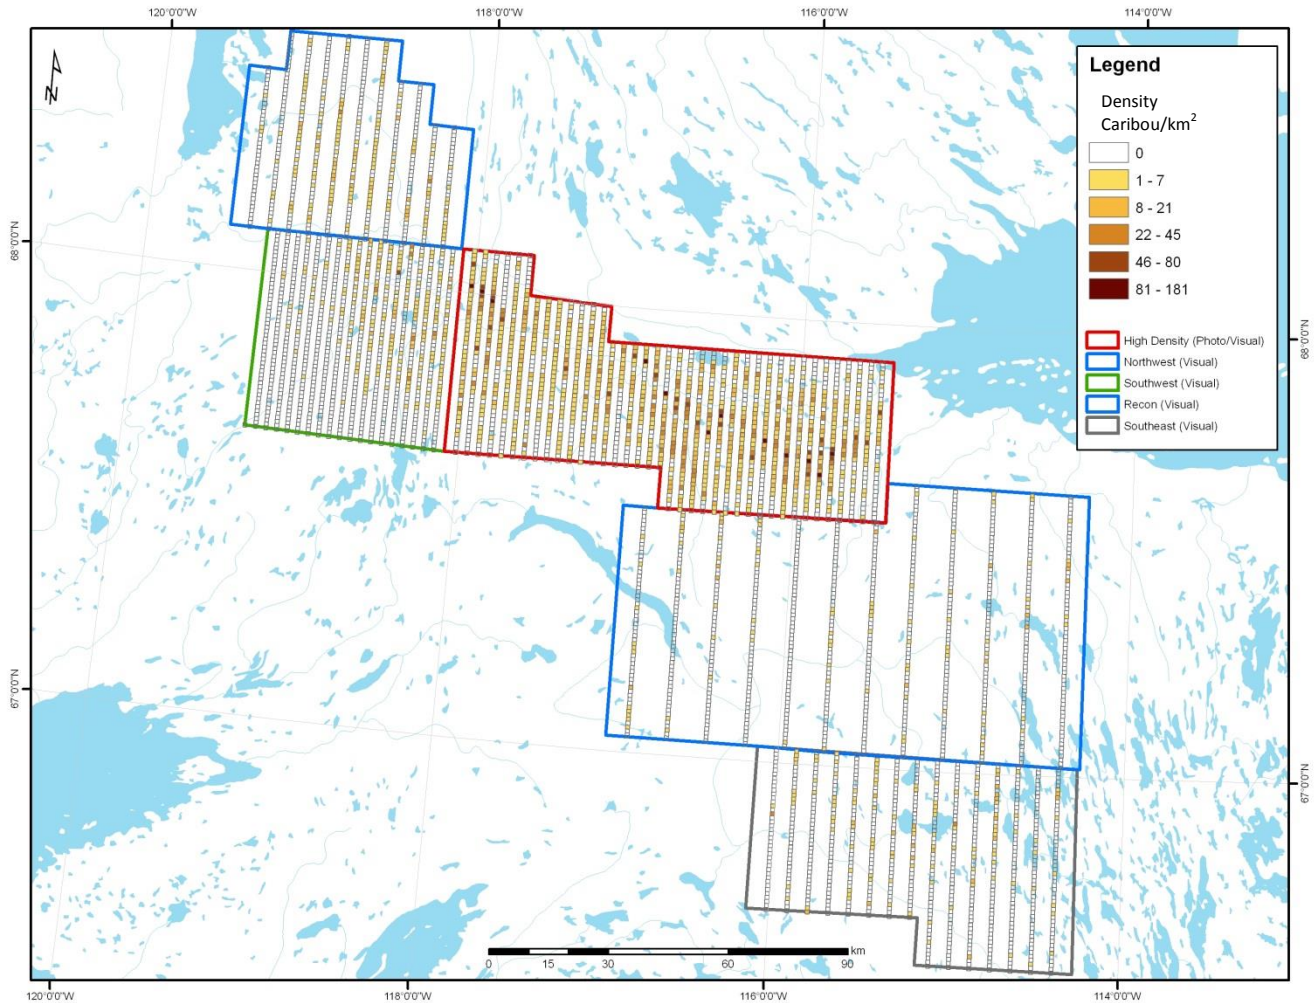 120°0'0"W 118°0'0"W 116°0'0"W 114°0'0"W
N
Legend
Density
Caribou/km²
0
1 - 7
8 - 21
22 - 45
46 - 80
81 - 181
High Density (Photo/Visual)
Northwest (Visual)
Southwest (Visual)
Recon (Visual)
Southeast (Visual)
68°0'0"N
68°0'0"N
67°0'0"N
67°0'0"N
km
0 15 30 60 90
120°0'0"W 118°0'0"W 116°0'0"W 114°0'0"W